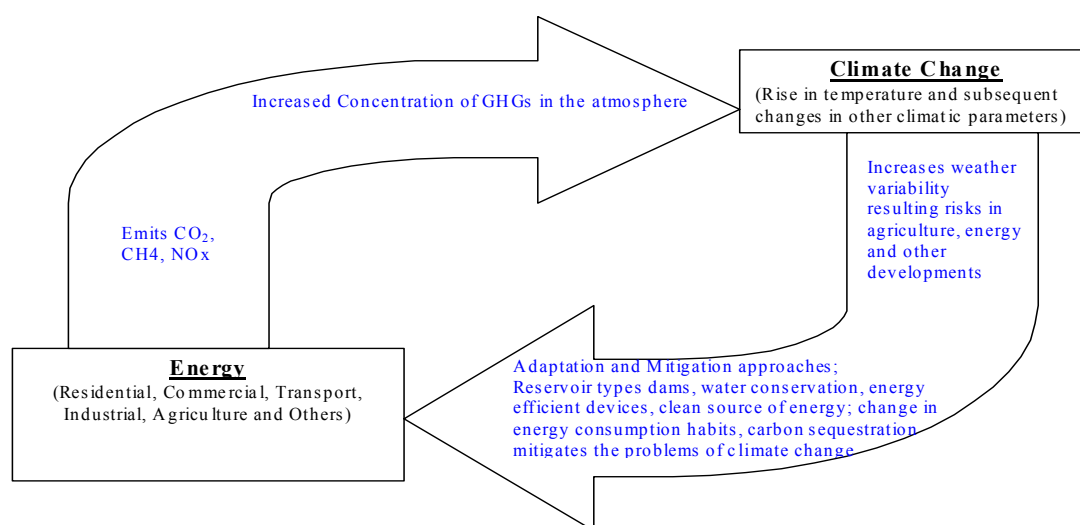 Climate Change
(Rise in temperature and subsequent
changes in other climatic parameters)
Increased Concentration of GHGs in the atmosphere
Increases weather
variability
resulting risks in
agriculture, energy
and other
developments
Emits CO₂,
CH4, NOx
Energy
(Residential, Commercial, Transport,
Industrial, Agriculture and Others)
Adaptation and Mitigation approaches;
Reservoir types dams, water conservation, energy
efficient devices, clean source of energy; change in
energy consumption habits, carbon sequestration
mitigates the problems of climate change